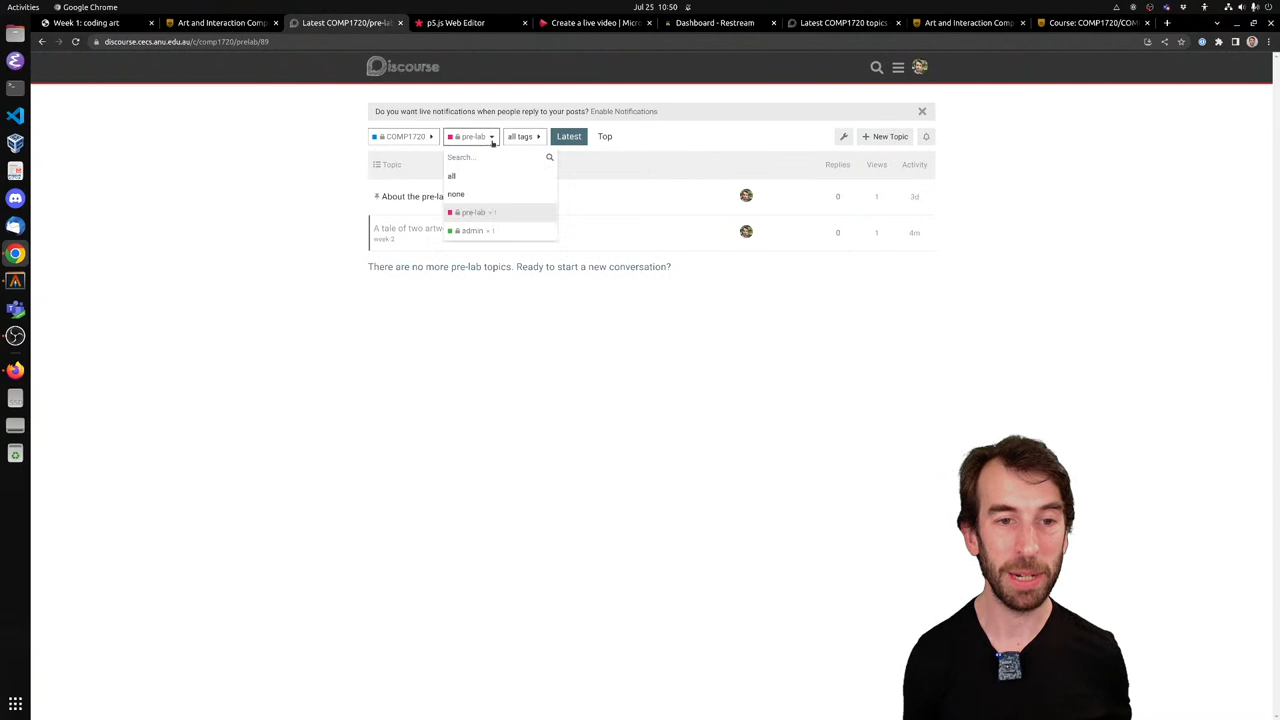 Activities
Google Chrome
Jul 25 10:50
Week 1: coding art
Art and Interaction Comp
Latest COMP1720/pre-lab
p5.js Web Editor
Create a live video | Micro
Dashboard - Restream
Latest COMP1720 topics
Art and Interaction Comp
Course: COMP1720/COM
discourse.cecs.anu.edu.au/c/comp1720/prelab/89
Discourse
Do you want live notifications when people reply to your posts? Enable Notifications
COMP1720
pre-lab
all tags
Latest
Top
New Topic
Search...
Topic
Replies
Views
Activity
all
none
About the pre-la
0
1
3d
pre-lab × 1
A tale of two artw
0
1
4m
week-2
admin × 1
There are no more pre-lab topics. Ready to start a new conversation?